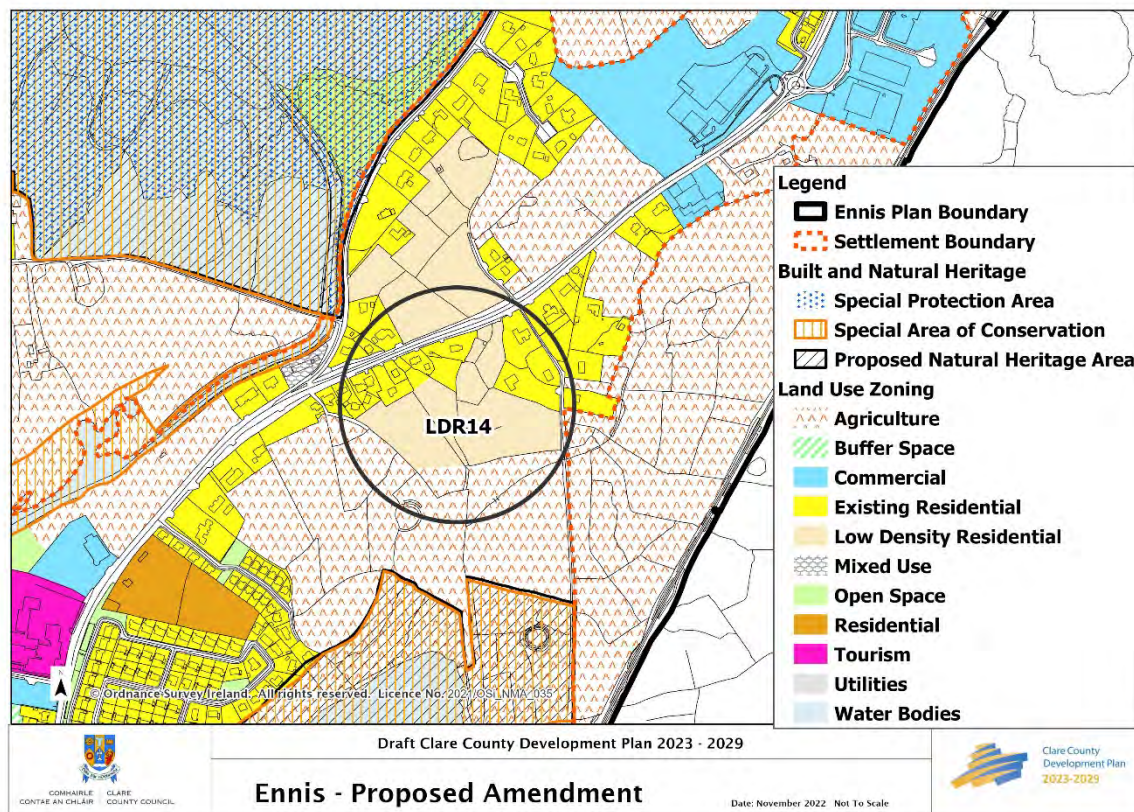 Legend
Ennis Plan Boundary
Settlement Boundary
Built and Natural Heritage
Special Protection Area
Special Area of Conservation
Proposed Natural Heritage Area
Land Use Zoning
Agriculture
Buffer Space
Commercial
Existing Residential
Low Density Residential
Mixed Use
Open Space
Residential
Tourism
Utilities
Water Bodies
LDR14
N
© Ordnance Survey Ireland. All rights reserved. Licence No. 2021/OSi_NMA_035
Draft Clare County Development Plan 2023 - 2029
Ennis - Proposed Amendment
Date: November 2022 Not To Scale
COMHAIRLE
CONTAE AN CHLÁIR
CLARE
COUNTY COUNCIL
Clare County
Development Plan
2023-2029